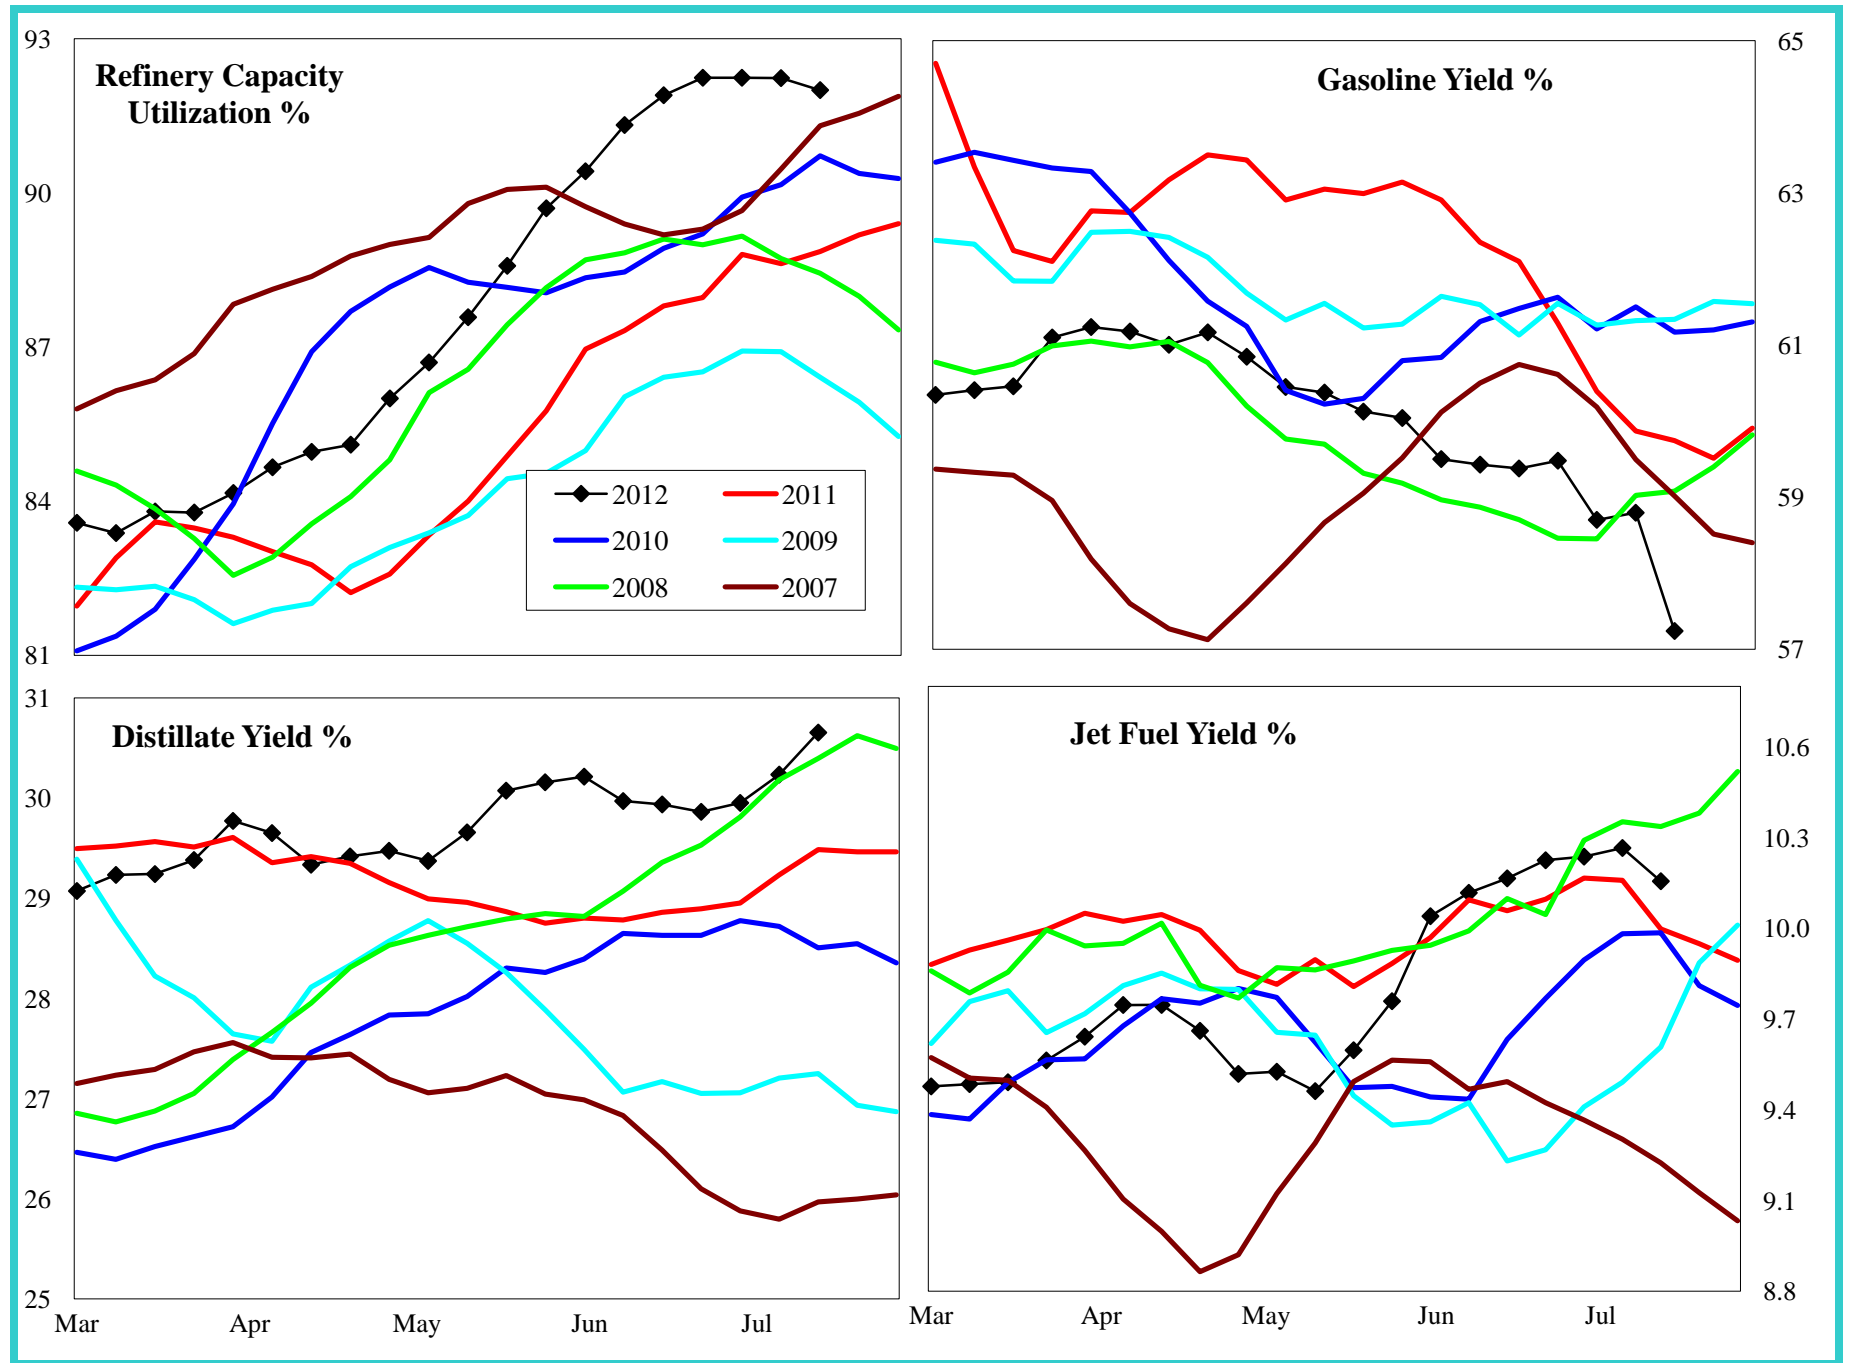 Refinery Capacity
Utilization %
93
90
87
84
81
2012
2011
2010
2009
2008
2007
Gasoline Yield %
65
63
61
59
57
Distillate Yield %
31
30
29
28
27
26
25
Mar
Apr
May
Jun
Jul
Jet Fuel Yield %
10.6
10.3
10.0
9.7
9.4
9.1
8.8
Mar
Apr
May
Jun
Jul